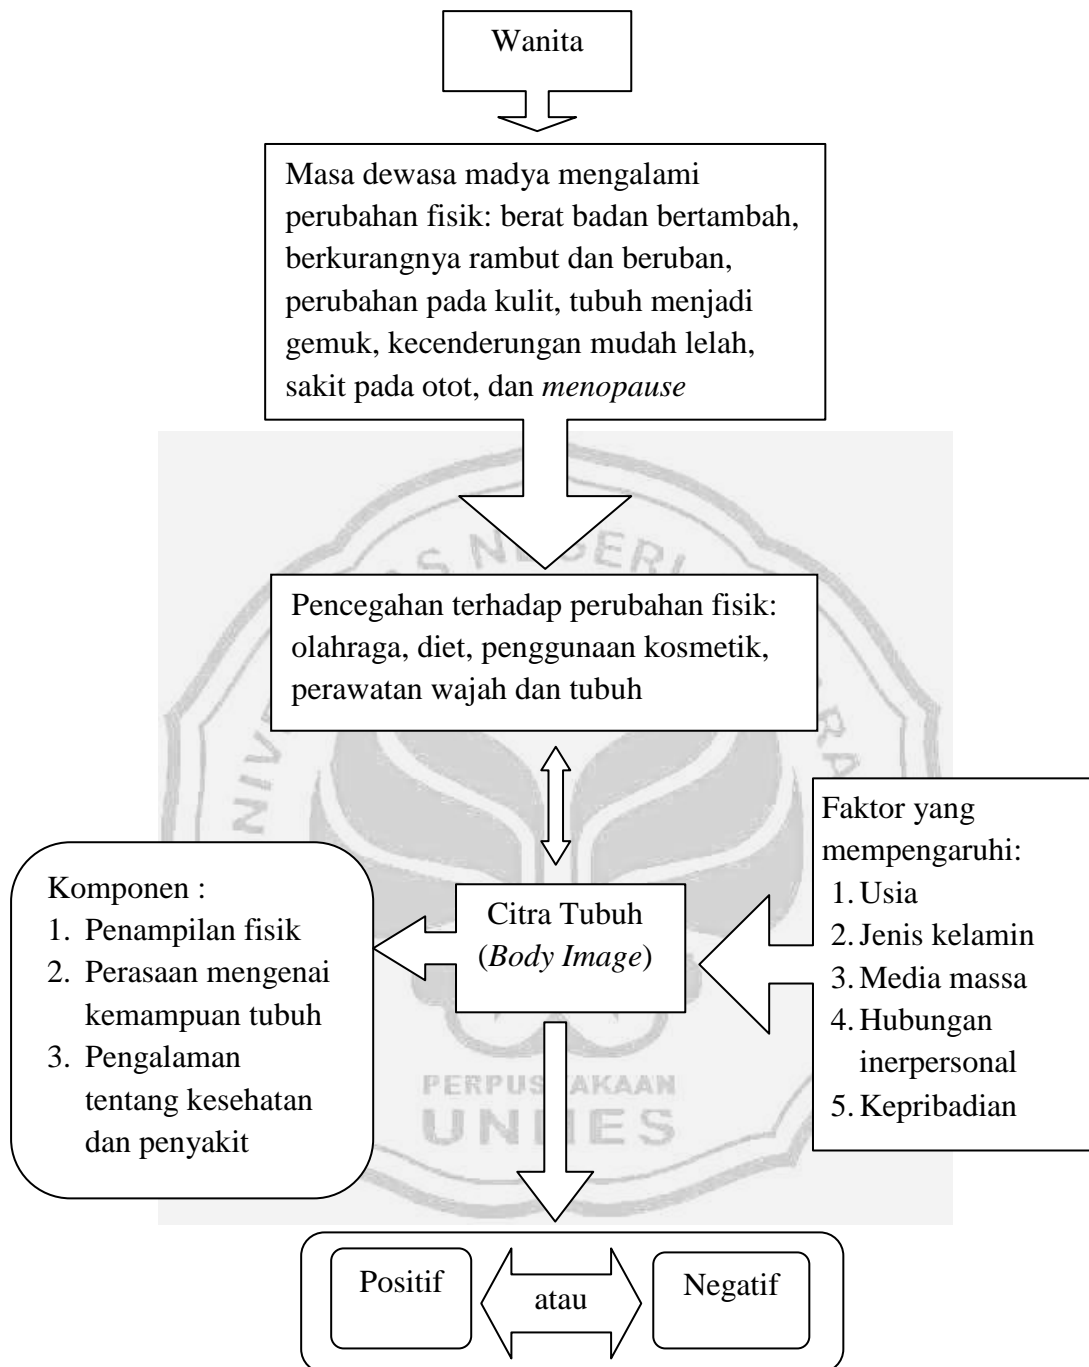 Wanita
Masa dewasa madya mengalami
perubahan fisik: berat badan bertambah,
berkurangnya rambut dan beruban,
perubahan pada kulit, tubuh menjadi
gemuk, kecenderungan mudah lelah,
sakit pada otot, dan menopause
Pencegahan terhadap perubahan fisik:
olahraga, diet, penggunaan kosmetik,
perawatan wajah dan tubuh
Faktor yang
mempengaruhi:
1. Usia
2. Jenis kelamin
3. Media massa
4. Hubungan
inerpersonal
5. Kepribadian
Citra Tubuh
(Body Image)
Komponen :
1. Penampilan fisik
2. Perasaan mengenai
kemampuan tubuh
3. Pengalaman
tentang kesehatan
dan penyakit
PERPUSTAKAAN
UNNES
Positif
atau
Negatif